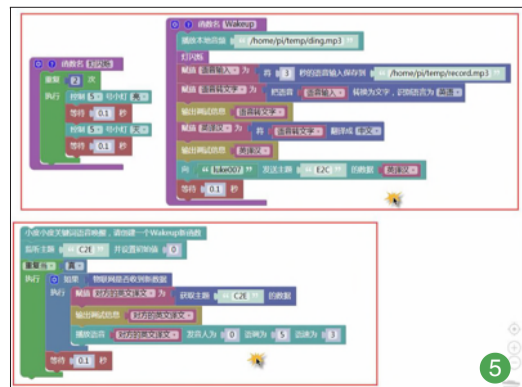 函数名 灯闪烁
重复 2 次
执行 控制 5 号小灯 亮
等待 0.1 秒
控制 5 号小灯 灭
等待 0.1 秒
函数名 Wakeup
播放本地音频 “ /home/pi/temp/ding.mp3 ”
灯闪烁
赋值 语音输入 为 将 3 秒的语音输入保存到 “ /home/pi/temp/record.mp3 ”
赋值 语音转文字 为 把语音 语音输入 转换为文字，识别语言为 英语
输出调试信息 语音转文字
赋值 英译汉 为 将 语音转文字 翻译成 中文
输出调试信息 英译汉
向 “ luke007 ” 发送主题 “ E2C ” 的数据 英译汉
等待 0.1 秒
小度小度关键词语音唤醒，请创建一个Wakeup新函数
监听主题 “ C2E ” 并设置初始值 0
重复当 真
执行 如果 物联网是否收到新数据
执行 赋值 对方的英文译文 为 获取主题 “ C2E ” 的数据
输出调试信息 对方的英文译文
播放语音 对方的英文译文 发音人为 0 语调为 5 语速为 3
等待 0.1 秒
5